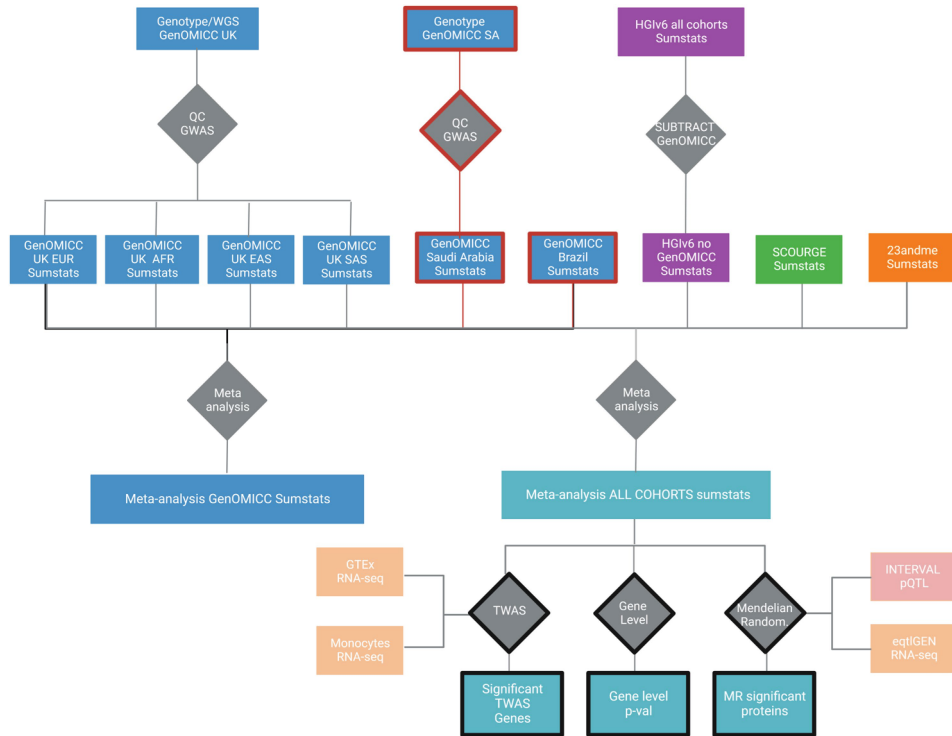 Genotype/WGS
GenOMICC UK
Genotype
GenOMICC SA
HGIv6 all cohorts
Sumstats
QC
GWAS
QC
GWAS
SUBTRACT
GenOMICC
GenOMICC
UK EUR
Sumstats
GenOMICC
UK AFR
Sumstats
GenOMICC
UK EAS
Sumstats
GenOMICC
UK SAS
Sumstats
GenOMICC
Saudi Arabia
Sumstats
GenOMICC
Brazil
Sumstats
HGIv6 no
GenOMICC
Sumstats
SCOURGE
Sumstats
23andme
Sumstats
Meta
analysis
Meta
analysis
Meta-analysis GenOMICC Sumstats
Meta-analysis ALL COHORTS sumstats
GTEx
RNA-seq
Monocytes
RNA-seq
TWAS
Gene
Level
Mendelian
Random.
INTERVAL
pQTL
eqtlGEN
RNA-seq
Significant
TWAS
Genes
Gene level
p-val
MR significant
proteins